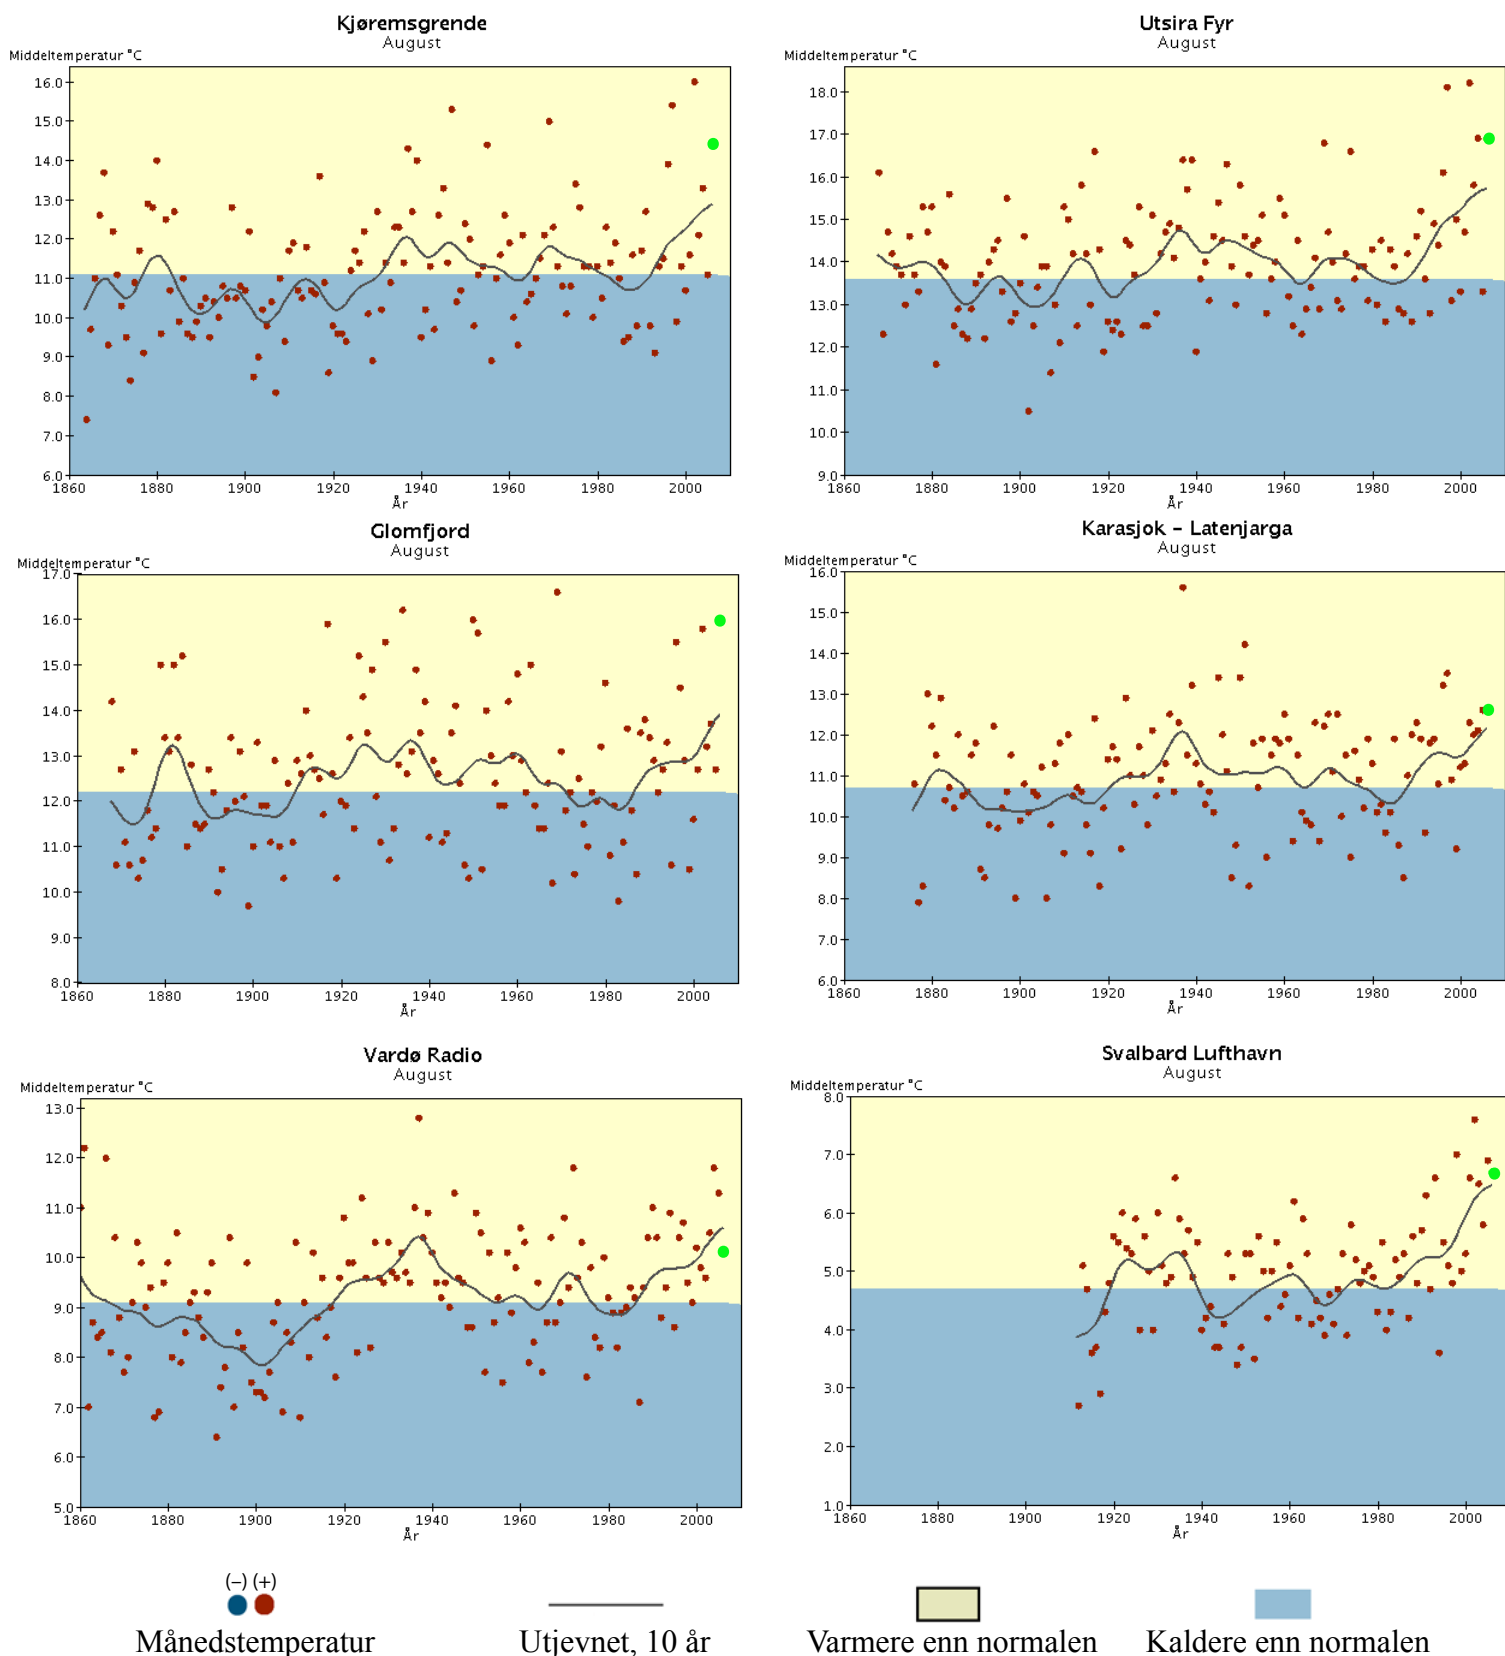 Kjøremsgrende
August
Middeltemperatur °C
16.0
15.0
14.0
13.0
12.0
11.0
10.0
9.0
8.0
7.0
6.0
1860 1880 1900 1920 1940 1960 1980 2000
År
Utsira Fyr
August
Middeltemperatur °C
18.0
17.0
16.0
15.0
14.0
13.0
12.0
11.0
10.0
9.0
1860 1880 1900 1920 1940 1960 1980 2000
År
Glomfjord
August
Middeltemperatur °C
17.0
16.0
15.0
14.0
13.0
12.0
11.0
10.0
9.0
8.0
1860 1880 1900 1920 1940 1960 1980 2000
År
Karasjok - Latenjarga
August
Middeltemperatur °C
16.0
15.0
14.0
13.0
12.0
11.0
10.0
9.0
8.0
7.0
6.0
1860 1880 1900 1920 1940 1960 1980 2000
År
Vardø Radio
August
Middeltemperatur °C
13.0
12.0
11.0
10.0
9.0
8.0
7.0
6.0
5.0
1860 1880 1900 1920 1940 1960 1980 2000
År
Svalbard Lufthavn
August
Middeltemperatur °C
8.0
7.0
6.0
5.0
4.0
3.0
2.0
1.0
1860 1880 1900 1920 1940 1960 1980 2000
År
(–) (+)
Månedstemperatur Utjevnet, 10 år Varmere enn normalen Kaldere enn normalen